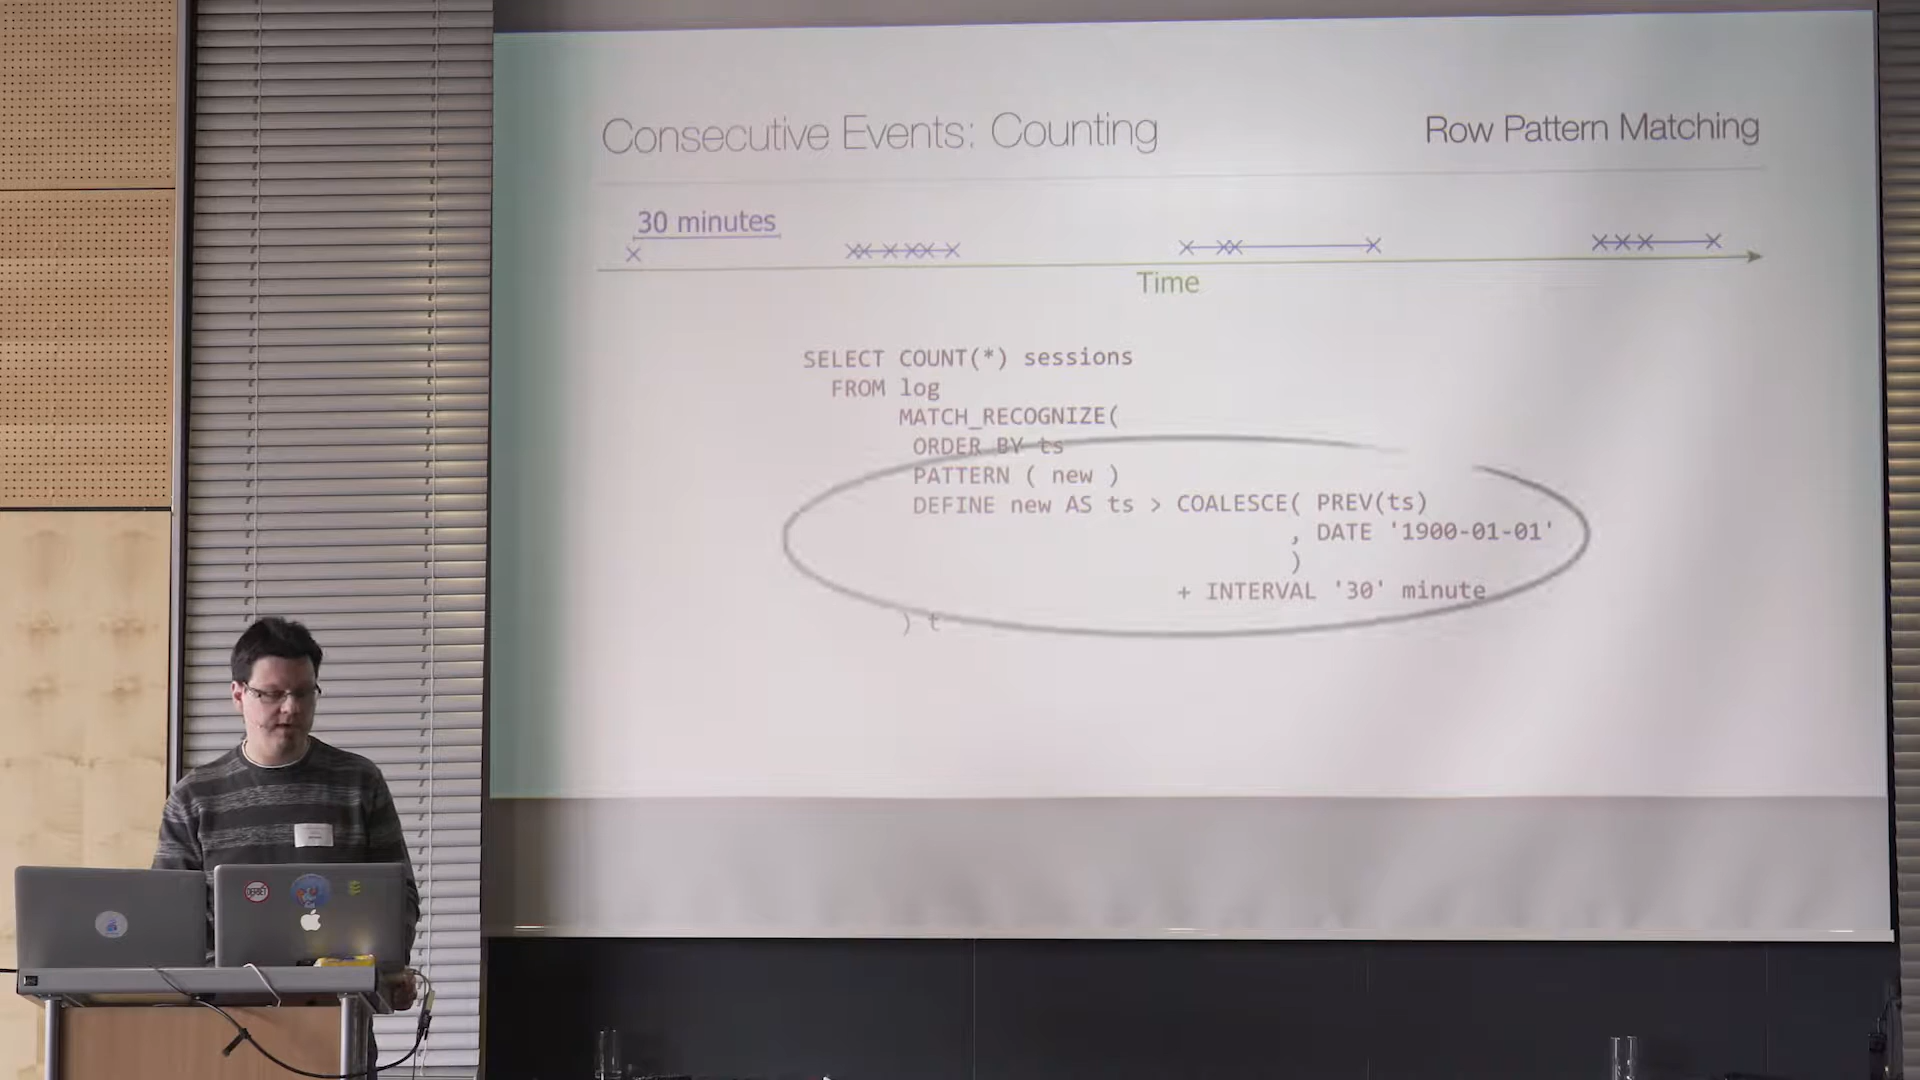 Consecutive Events: Counting
Row Pattern Matching
30 minutes
Time
SELECT COUNT(*) sessions
FROM log
MATCH_RECOGNIZE(
ORDER BY ts
PATTERN ( new )
DEFINE new AS ts > COALESCE( PREV(ts)
, DATE '1900-01-01'
)
+ INTERVAL '30' minute
) t